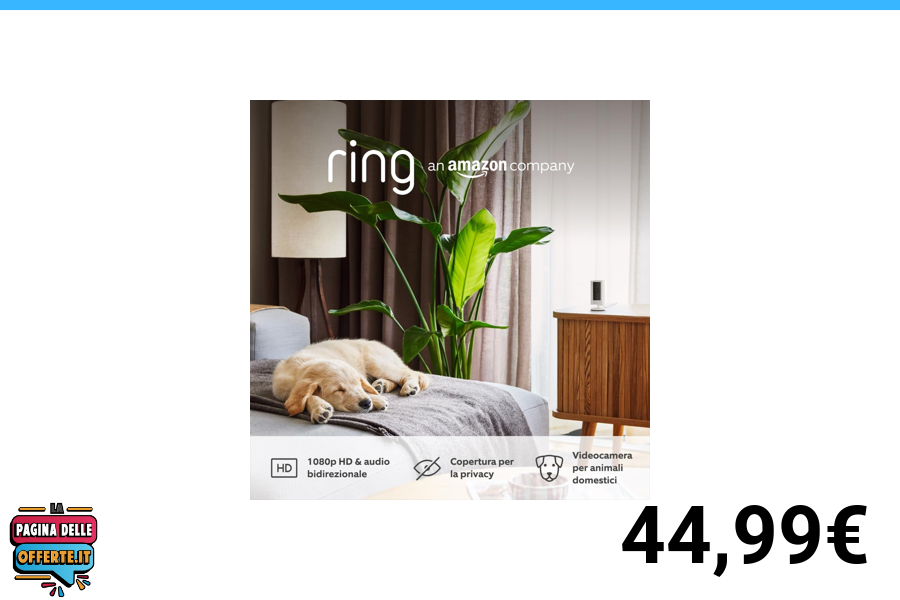 ring an amazon company
1080p HD & audio
bidirezionale
HD
Copertura per
la privacy
Videocamera
per animali
domestici
LA
PAGINA DELLE
OFFERTE.IT
44,99€